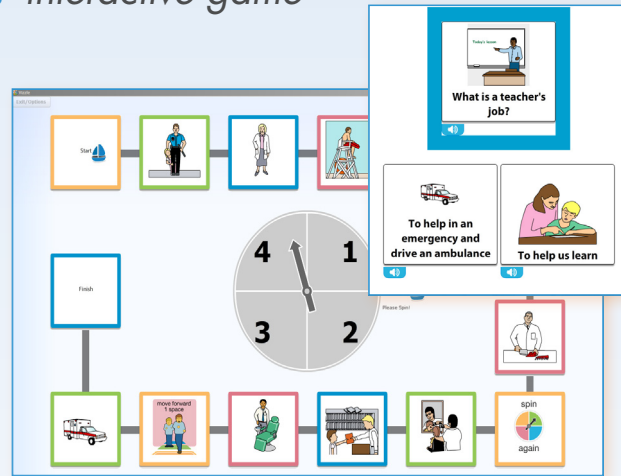 interactive game
Today's lesson
What is a teacher's
job?
To help in an
emergency and
drive an ambulance
To help us learn
Start
4
1
3
2
Please Spin!
Finish
move forward
1 space
spin
again